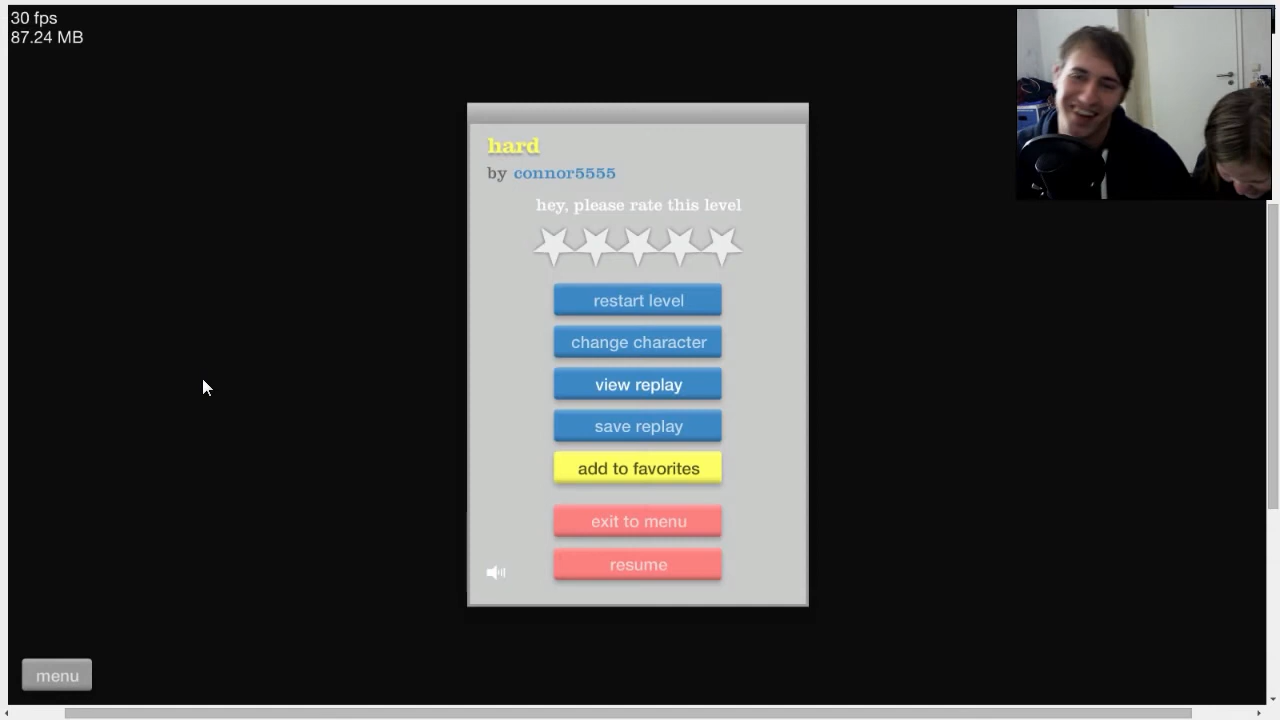 30 fps
87.24 MB
hard
by connor5555
hey, please rate this level
restart level
change character
view replay
save replay
add to favorites
exit to menu
resume
menu